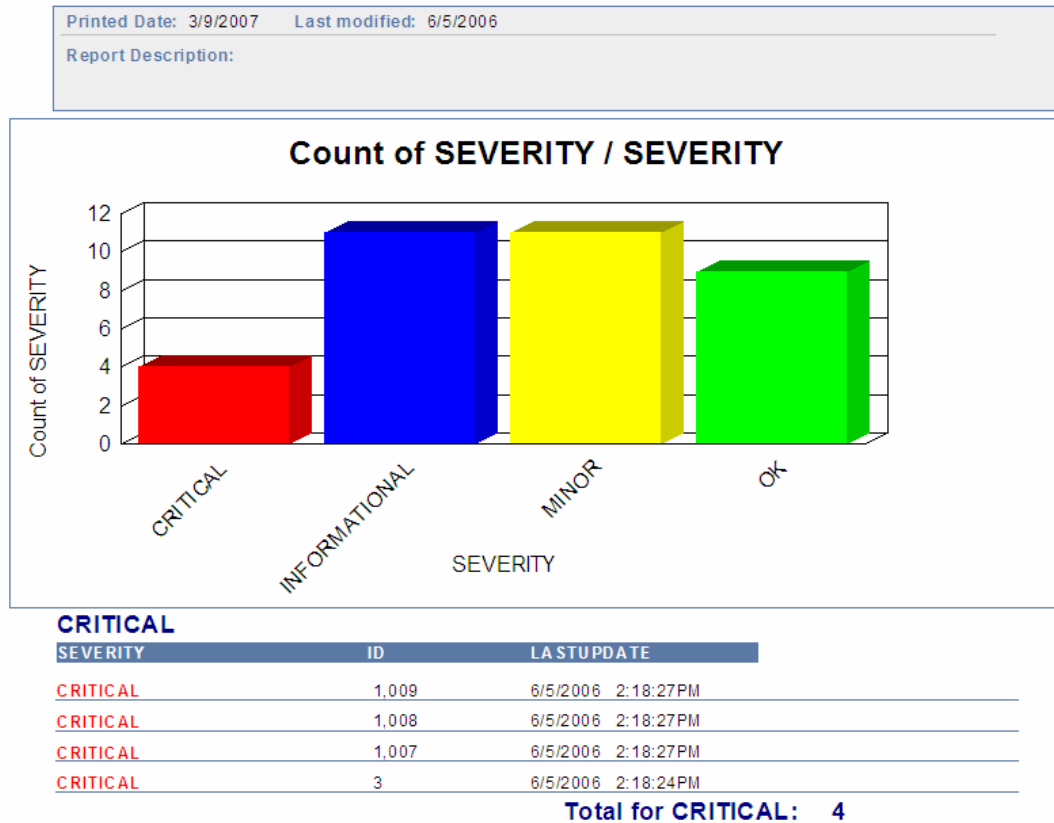 Printed Date: 3/9/2007 Last modified: 6/5/2006
Report Description:
Count of SEVERITY / SEVERITY
Count of SEVERITY
12
10
8
6
4
2
0
CRITICAL
INFORMATIONAL
MINOR
OK
SEVERITY
CRITICAL
SEVERITY ID LASTUPDATE
CRITICAL 1,009 6/5/2006 2:18:27PM
CRITICAL 1,008 6/5/2006 2:18:27PM
CRITICAL 1,007 6/5/2006 2:18:27PM
CRITICAL 3 6/5/2006 2:18:24PM
Total for CRITICAL: 4